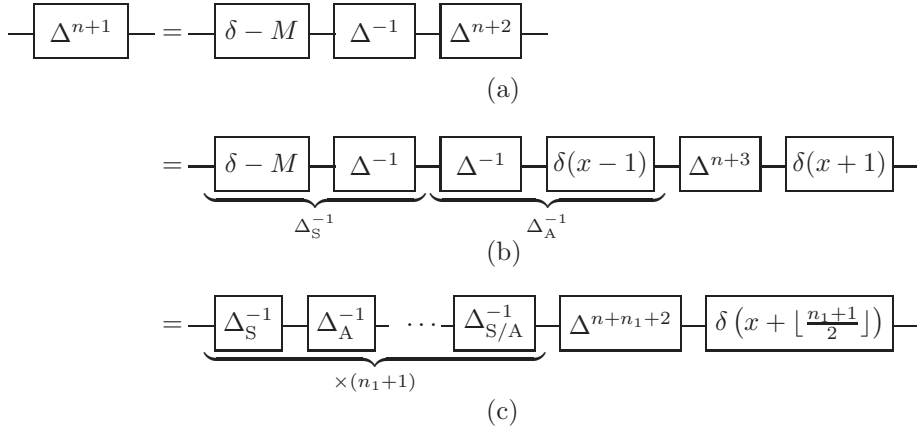 Δ^{n+1} = δ − M Δ^{−1} Δ^{n+2}
(a)
= δ − M Δ^{−1} Δ^{−1} δ(x − 1) Δ^{n+3} δ(x + 1)
Δ_S^{−1} Δ_A^{−1}
(b)
= Δ_S^{−1} Δ_A^{−1} ⋯ Δ_{S/A}^{−1} Δ^{n+n_1+2} δ(x + ⌊\frac{n_1+1}{2}⌋)
×(n_1+1)
(c)